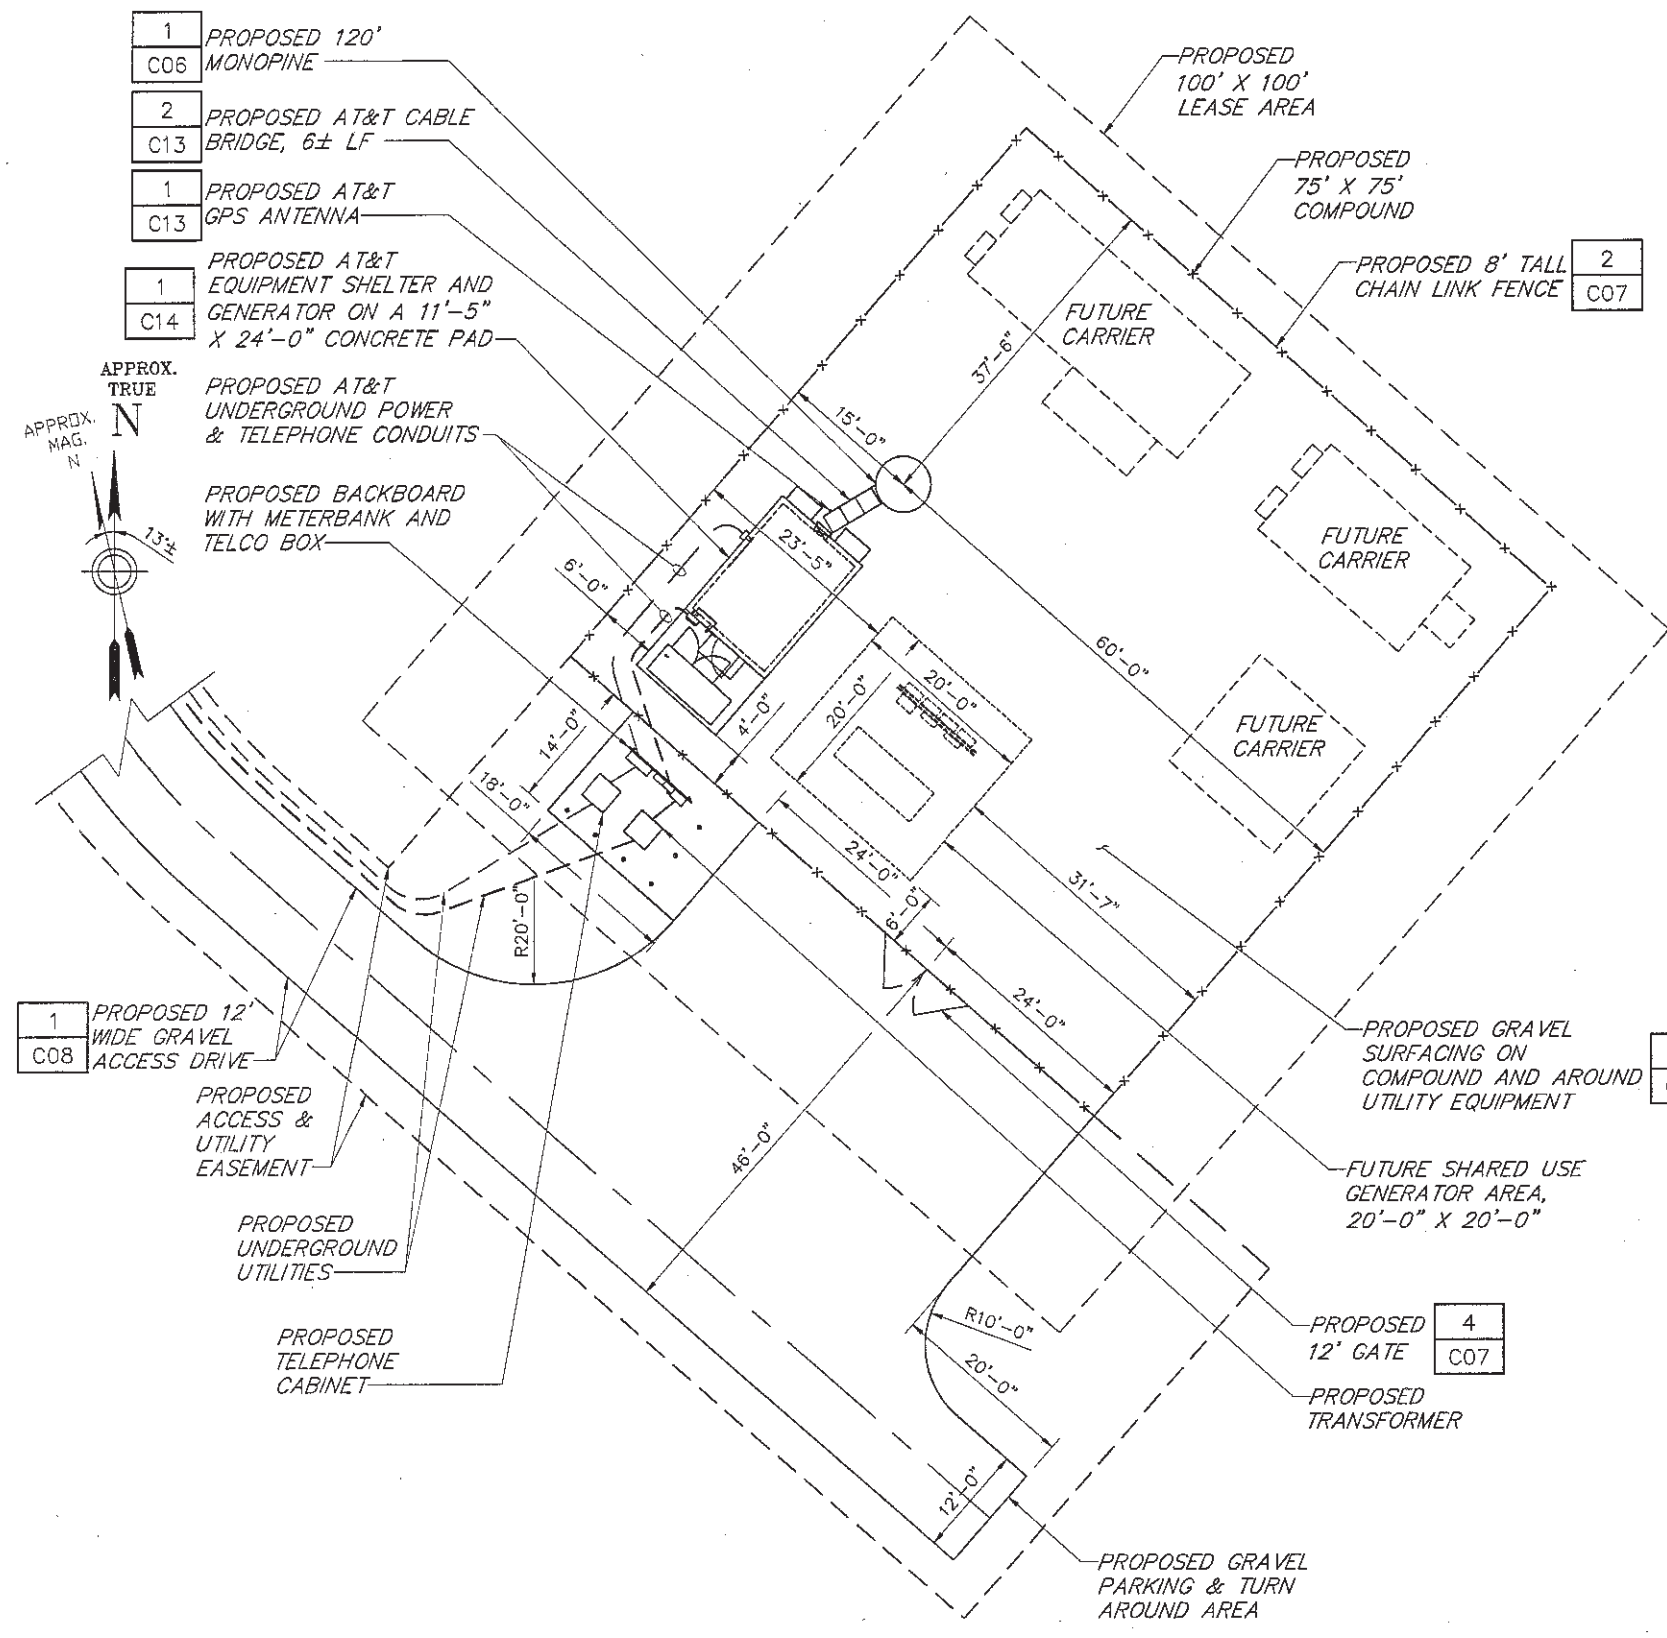 1
C06
PROPOSED 120'
MONOPINE
2
C13
PROPOSED AT&T CABLE
BRIDGE, 6± LF
1
C13
PROPOSED AT&T
GPS ANTENNA
1
C14
PROPOSED AT&T
EQUIPMENT SHELTER AND
GENERATOR ON A 11'-5"
X 24'-0" CONCRETE PAD
APPROX.
TRUE
N
APPROX.
MAG.
N
13°±
PROPOSED AT&T
UNDERGROUND POWER
& TELEPHONE CONDUITS
PROPOSED BACKBOARD
WITH METERBANK AND
TELCO BOX
PROPOSED
100' X 100'
LEASE AREA
PROPOSED
75' X 75'
COMPOUND
PROPOSED 8' TALL
CHAIN LINK FENCE
2
C07
FUTURE
CARRIER
37'-6"
15'-0"
FUTURE
CARRIER
23'-5"
6'-0"
60'-0"
FUTURE
CARRIER
20'-0"
20'-0"
4'-0"
14'-0"
18'-0"
24'-0"
6'-0"
31'-7"
R20'-0"
24'-0"
46'-0"
1
C08
PROPOSED 12'
WIDE GRAVEL
ACCESS DRIVE
PROPOSED
ACCESS &
UTILITY
EASEMENT
PROPOSED
UNDERGROUND
UTILITIES
PROPOSED
TELEPHONE
CABINET
PROPOSED GRAVEL
SURFACING ON
COMPOUND AND AROUND
UTILITY EQUIPMENT
FUTURE SHARED USE
GENERATOR AREA,
20'-0" X 20'-0"
R10'-0"
20'-0"
12'-0"
PROPOSED
12' GATE
4
C07
PROPOSED
TRANSFORMER
PROPOSED GRAVEL
PARKING & TURN
AROUND AREA